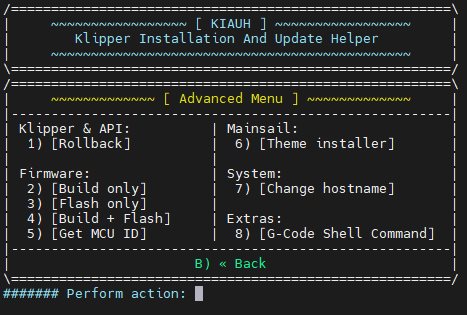 /=======================================================\
|     ~~~~~~~~~~~~~~~~~ [ KIAUH ] ~~~~~~~~~~~~~~~~~     |
|        Klipper Installation And Update Helper         |
|     ~~~~~~~~~~~~~~~~~~~~~~~~~~~~~~~~~~~~~~~~~~~~~     |
\=======================================================/
/=======================================================\
|     ~~~~~~~~~~~~~ [ Advanced Menu ] ~~~~~~~~~~~~~     |
|-------------------------------------------------------|
| Klipper & API:          | Mainsail:                   |
|  1) [Rollback]          |  6) [Theme installer]       |
|                         |                             |
| Firmware:               | System:                     |
|  2) [Build only]        |  7) [Change hostname]       |
|  3) [Flash only]        |                             |
|  4) [Build + Flash]     | Extras:                     |
|  5) [Get MCU ID]        |  8) [G-Code Shell Command]  |
|-------------------------------------------------------|
|                       B) « Back                       |
\=======================================================/
####### Perform action: